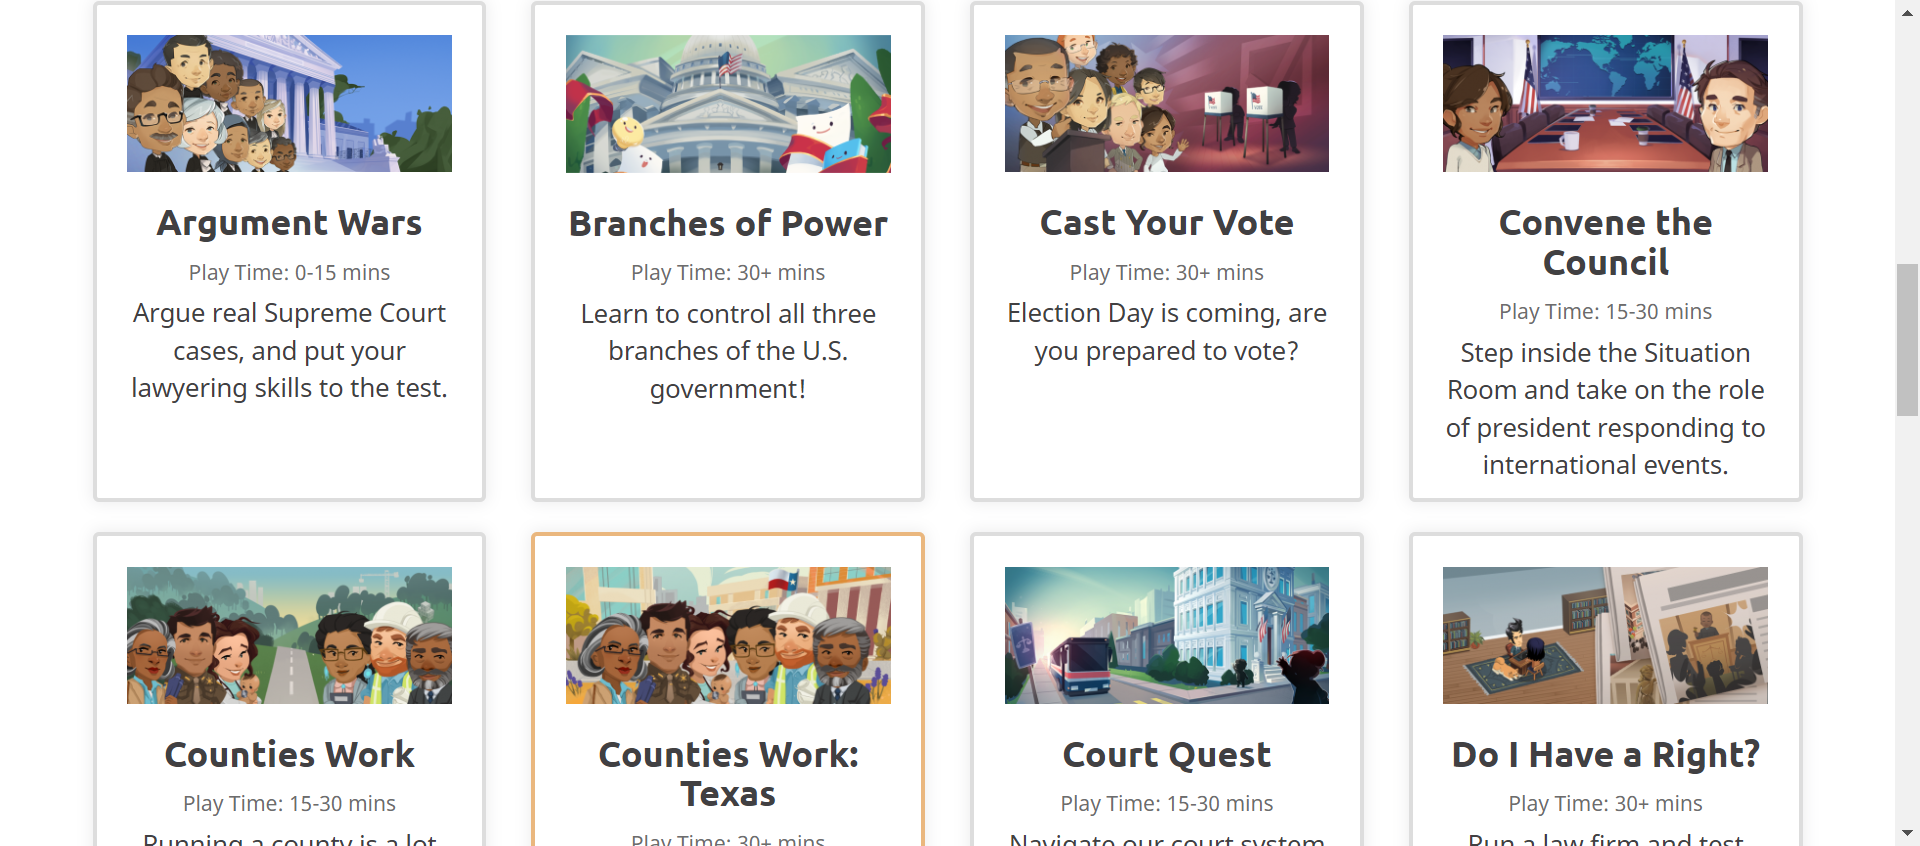 Argument Wars
Play Time: 0-15 mins
Argue real Supreme Court
cases, and put your
lawyering skills to the test.
Branches of Power
Play Time: 30+ mins
Learn to control all three
branches of the U.S.
government!
Cast Your Vote
Play Time: 30+ mins
Election Day is coming, are
you prepared to vote?
Convene the
Council
Play Time: 15-30 mins
Step inside the Situation
Room and take on the role
of president responding to
international events.
Counties Work
Play Time: 15-30 mins
Running a county is a lot
Counties Work:
Texas
Play Time: 30+ mins
Court Quest
Play Time: 15-30 mins
Navigate our court system
Do I Have a Right?
Play Time: 30+ mins
Run a law firm and test